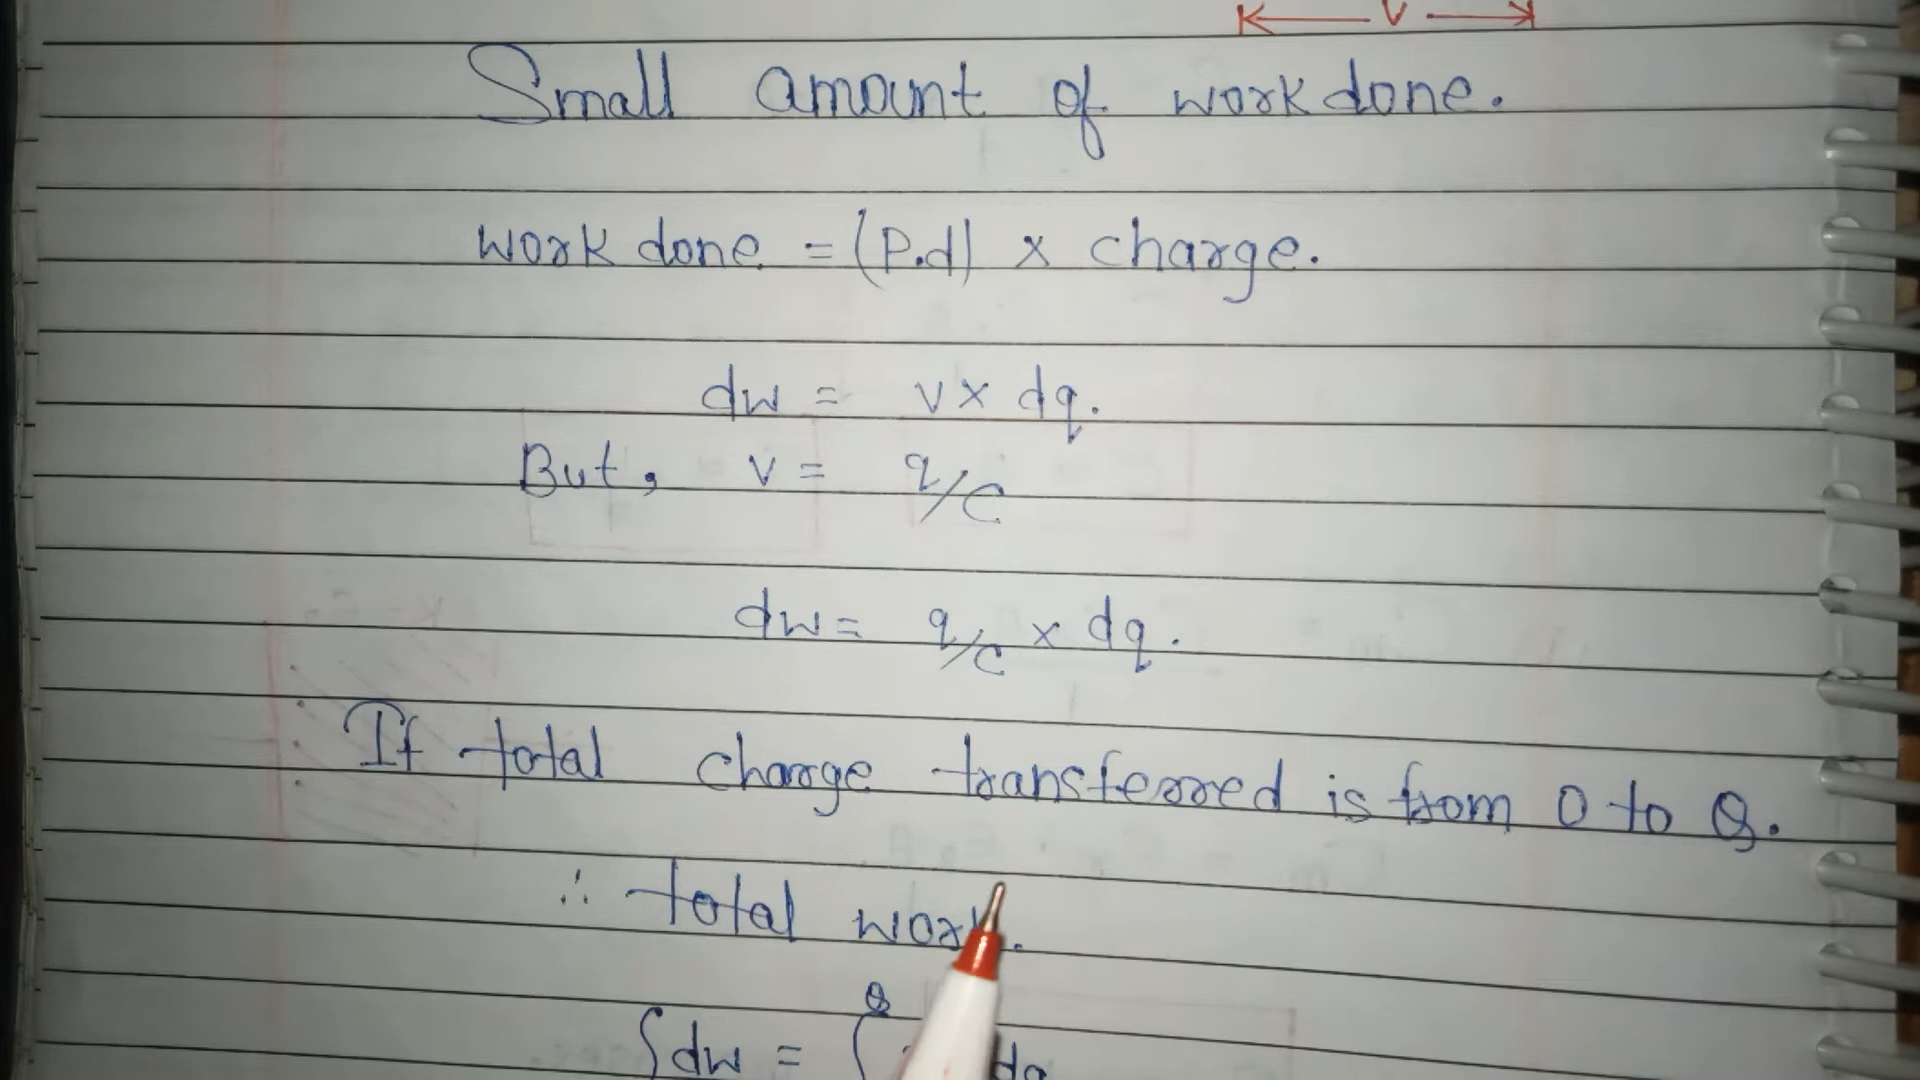 V
Small amount of work done.
work done = (P.d) x charge.
dw = v x dq.
But, v = q/c
dw = q/c x dq.
If total charge transferred is from 0 to Q.
∴ total work.
∫dw = ∫ Q dq